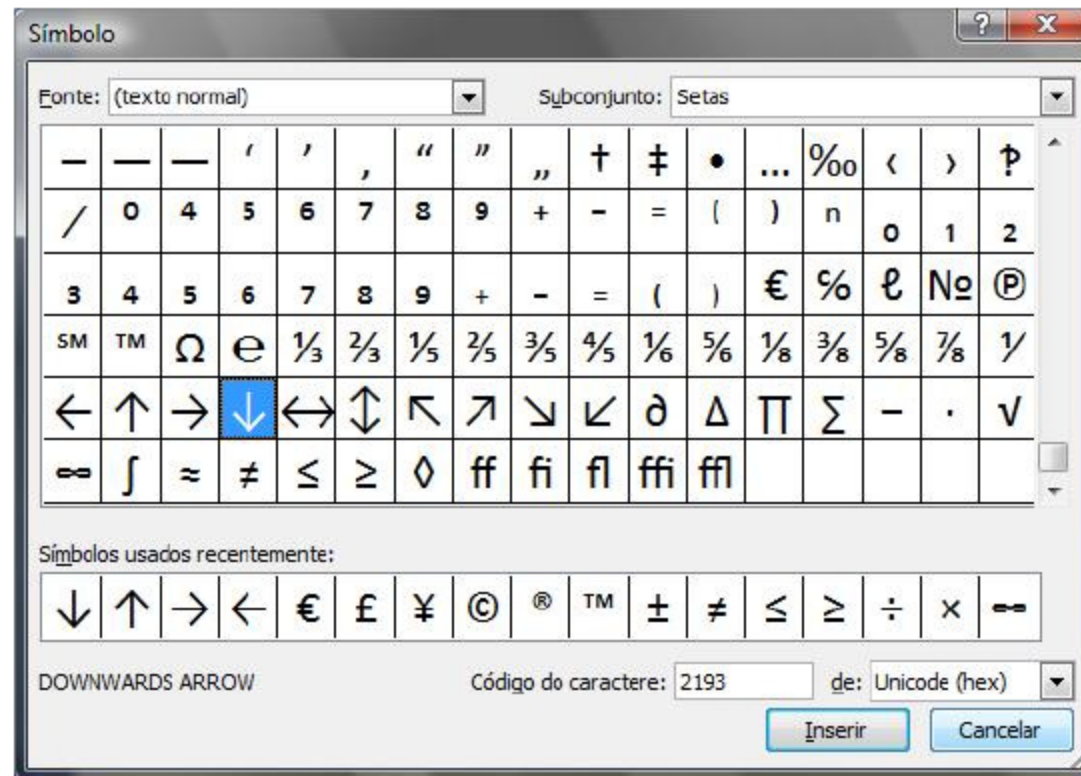 Símbolo
Fonte: (texto normal) Subconjunto: Setas
– — ― ‘ ’ ‚ “ ” „ † ‡ • … ‰ ‹ › ‽
⁄ ⁰ ⁴ ⁵ ⁶ ⁷ ⁸ ⁹ ⁺ ⁻ ⁼ ⁽ ⁾ ⁿ ₀ ₁ ₂
₃ ₄ ₅ ₆ ₇ ₈ ₉ ₊ ₋ ₌ ₍ ₎ € ℅ ℓ № ℗
℠ ™ Ω ℮ ⅓ ⅔ ⅕ ⅖ ⅗ ⅘ ⅙ ⅚ ⅛ ⅜ ⅝ ⅞ ⅟
← ↑ → ↓ ↔ ↕ ↖ ↗ ↘ ↙ ∂ ∆ ∏ ∑ − ∙ √
∞ ∫ ≈ ≠ ≤ ≥ ◊ ff fi fl ffi ffl
Símbolos usados recentemente:
↓ ↑ → ← € £ ¥ © ® ™ ± ≠ ≤ ≥ ÷ × ∞
DOWNWARDS ARROW Código do caractere: 2193 de: Unicode (hex)
Inserir Cancelar